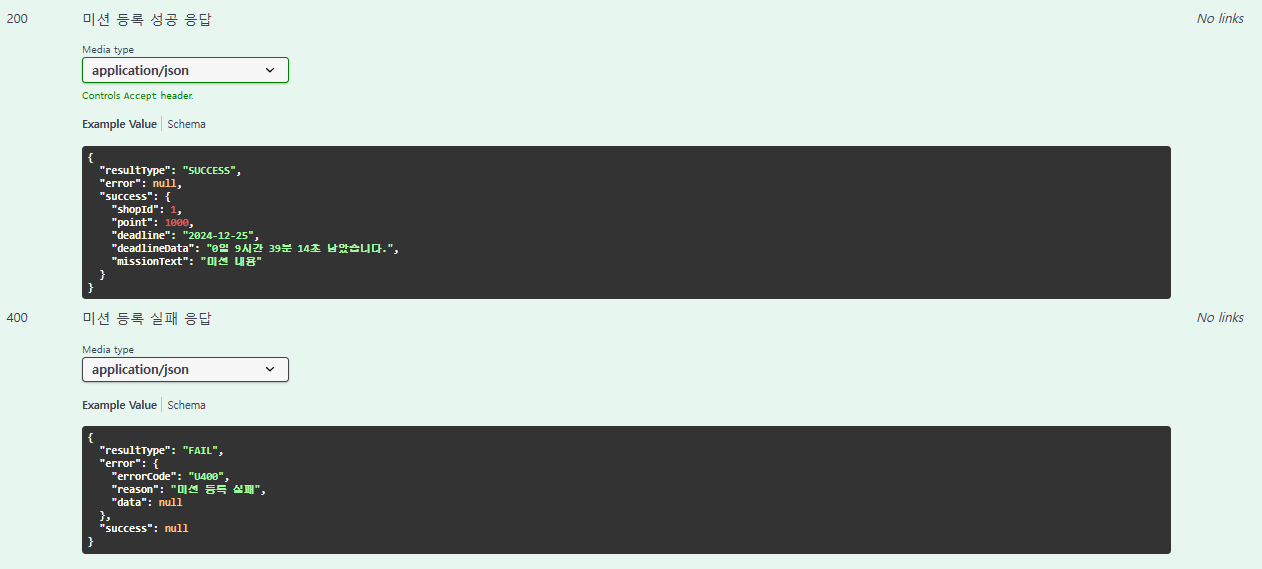 200 미션 등록 성공 응답 No links
Media type
application/json
Controls Accept header.
Example Value Schema
{
  "resultType": "SUCCESS",
  "error": null,
  "success": {
    "shopId": 1,
    "point": 1000,
    "deadline": "2024-12-25",
    "deadlineData": "0일 9시간 39분 14초 남았습니다.",
    "missionText": "미션 내용"
  }
}
400 미션 등록 실패 응답 No links
Media type
application/json
Example Value Schema
{
  "resultType": "FAIL",
  "error": {
    "errorCode": "U400",
    "reason": "미션 등록 실패",
    "data": null
  },
  "success": null
}